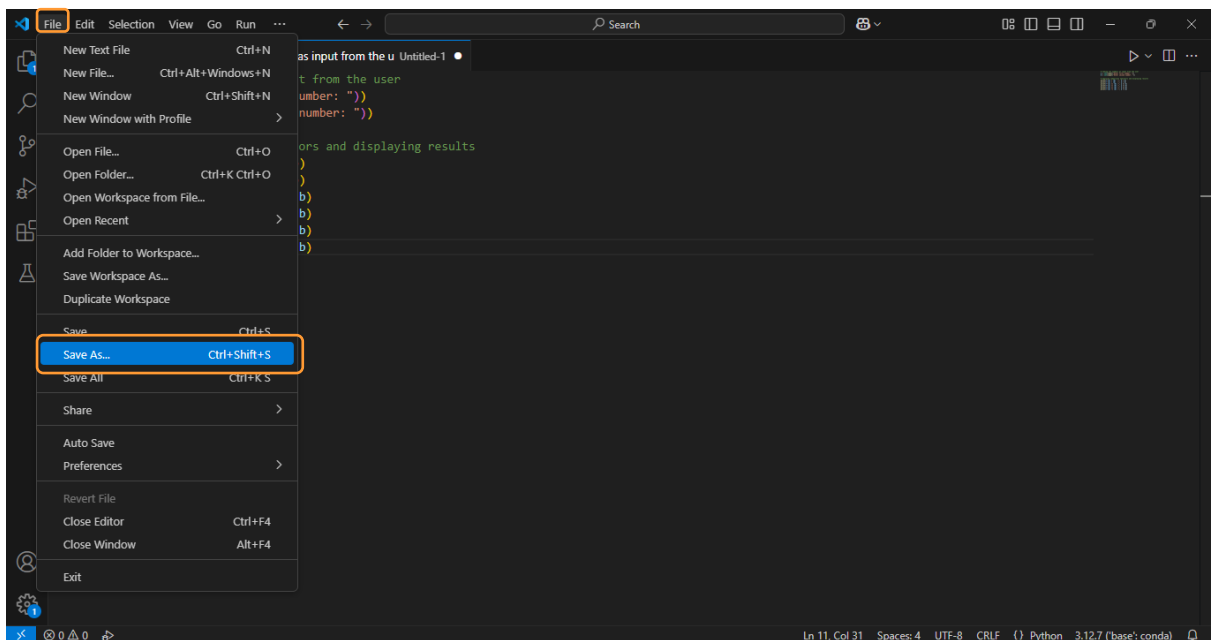 File Edit Selection View Go Run ··· ← → Search
New Text File Ctrl+N
New File... Ctrl+Alt+Windows+N
New Window Ctrl+Shift+N
New Window with Profile >
Open File... Ctrl+O
Open Folder... Ctrl+K Ctrl+O
Open Workspace from File...
Open Recent >
Add Folder to Workspace...
Save Workspace As...
Duplicate Workspace
Save Ctrl+S
Save As... Ctrl+Shift+S
Save All Ctrl+K S
Share >
Auto Save
Preferences >
Revert File
Close Editor Ctrl+F4
Close Window Alt+F4
Exit
as input from the u Untitled-1 ●
t from the user
umber: "))
number: "))
ors and displaying results
)
)
b)
b)
b)
b)
1
1
0 0 Ln 11, Col 31 Spaces: 4 UTF-8 CRLF {} Python 3.12.7 ('base': conda)